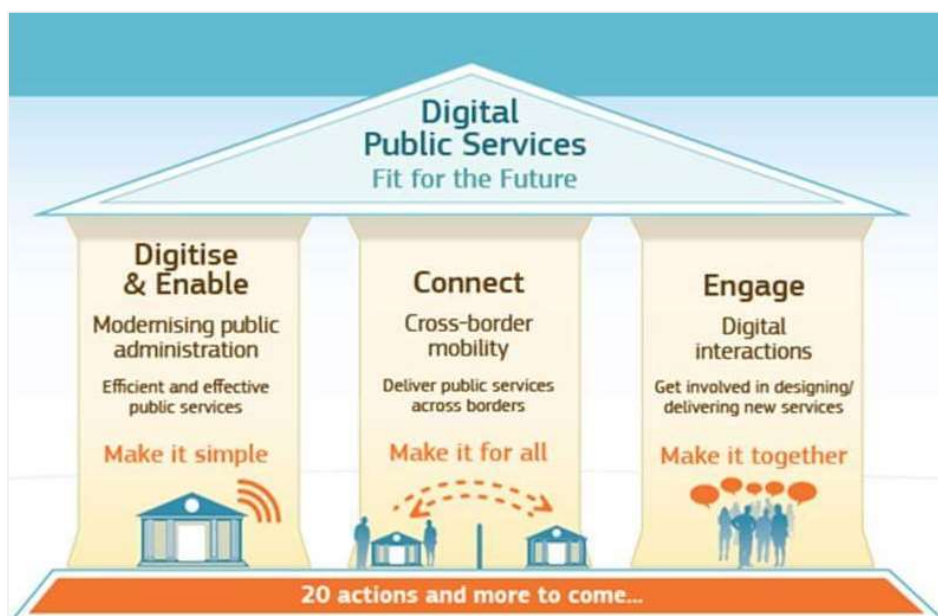 Digital
Public Services
Fit for the Future
Digitise
& Enable
Modernising public
administration
Efficient and effective
public services
Make it simple
Connect
Cross-border
mobility
Deliver public services
across borders
Make it for all
Engage
Digital
interactions
Get involved in designing/
delivering new services
Make it together
20 actions and more to come...